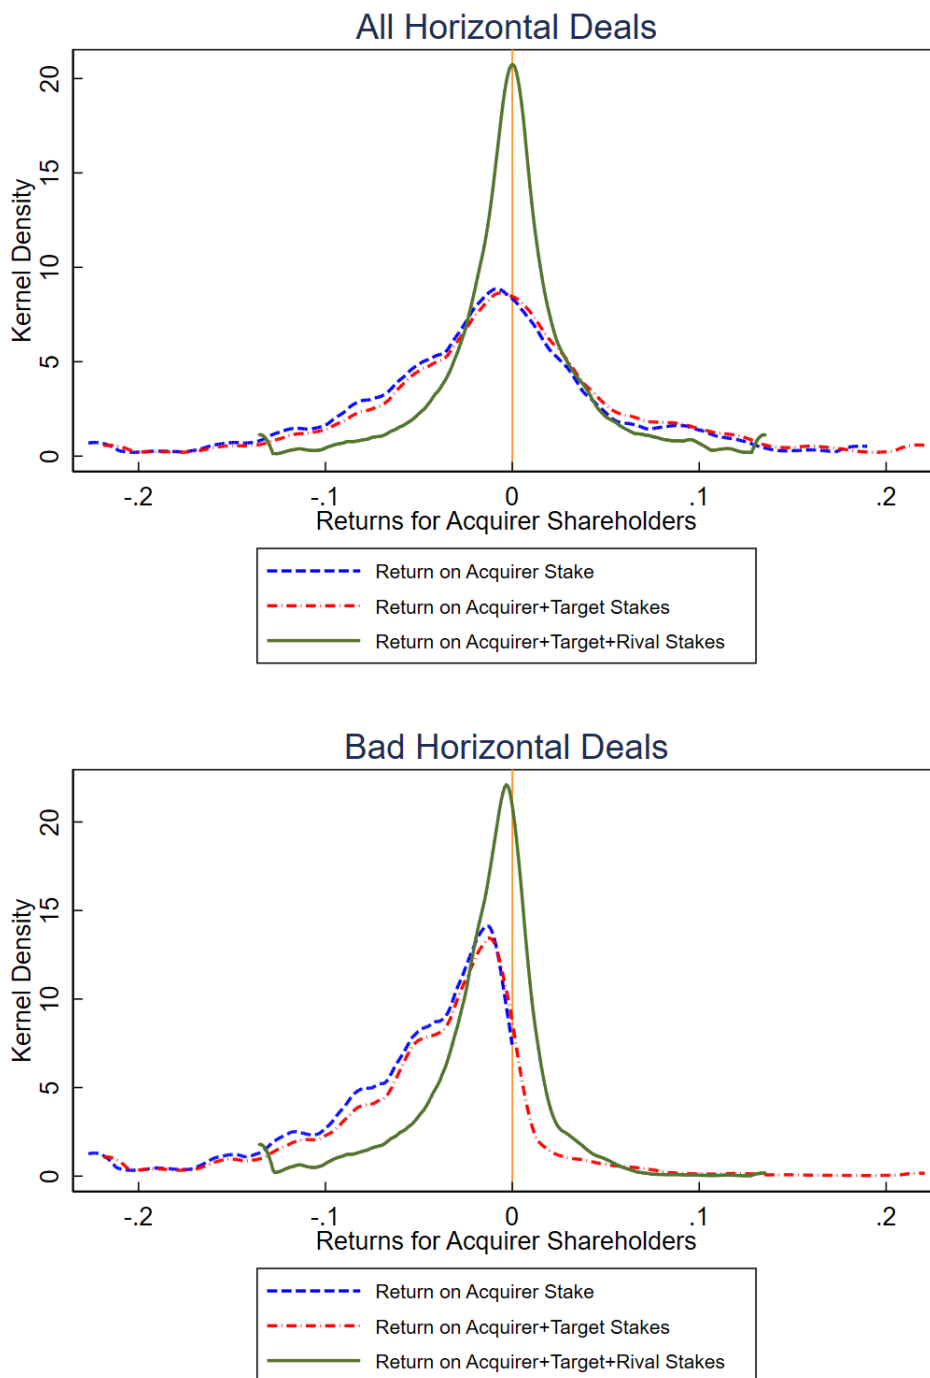 All Horizontal Deals
Kernel Density
20
15
10
5
0
-.2
-.1
0
.1
.2
Returns for Acquirer Shareholders
Return on Acquirer Stake
Return on Acquirer+Target Stakes
Return on Acquirer+Target+Rival Stakes
Bad Horizontal Deals
Kernel Density
20
15
10
5
0
-.2
-.1
0
.1
.2
Returns for Acquirer Shareholders
Return on Acquirer Stake
Return on Acquirer+Target Stakes
Return on Acquirer+Target+Rival Stakes